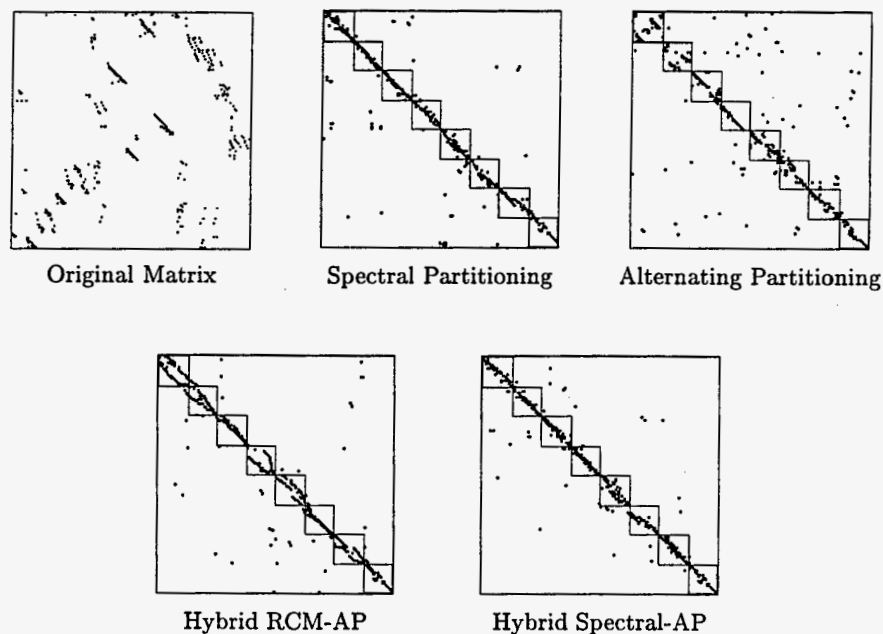 Original Matrix
Spectral Partitioning
Alternating Partitioning
Hybrid RCM-AP
Hybrid Spectral-AP